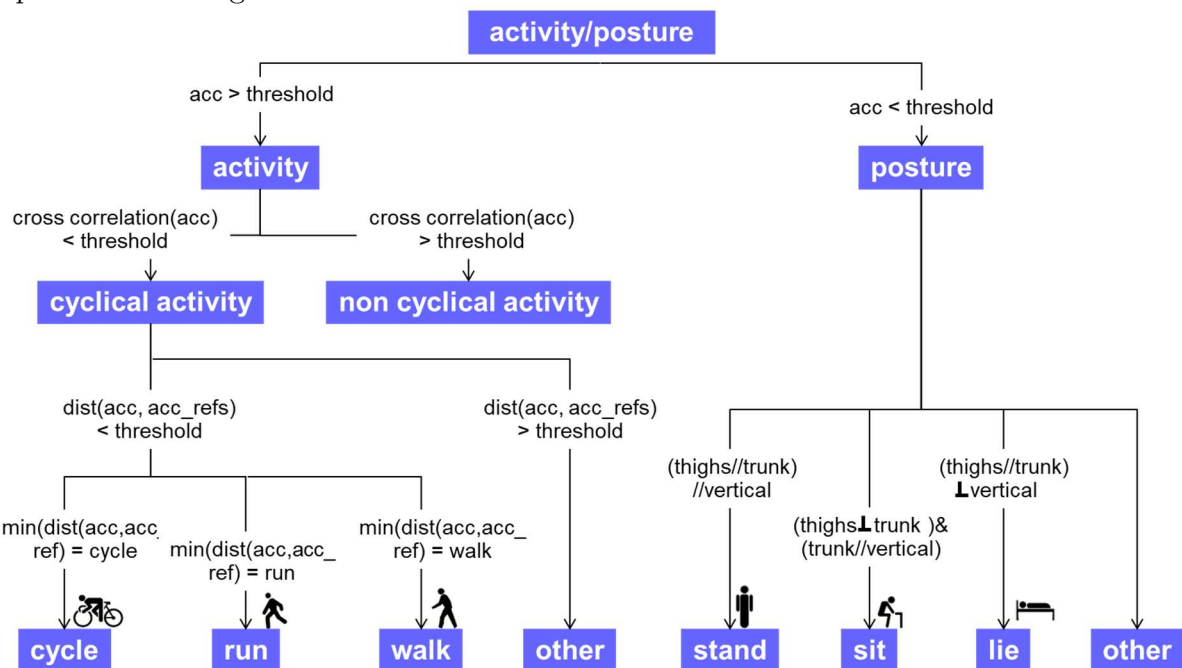 activity/posture
acc > threshold
acc < threshold
activity
posture
cross correlation(acc)
< threshold
cross correlation(acc)
> threshold
cyclical activity
non cyclical activity
dist(acc, acc_refs)
< threshold
dist(acc, acc_refs)
> threshold
(thighs//trunk)
//vertical
(thighs⊥trunk )&
(trunk//vertical)
(thighs//trunk)
⊥vertical
min(dist(acc,acc_
ref) = cycle
min(dist(acc,acc_
ref) = run
min(dist(acc,acc_
ref) = walk
cycle
run
walk
other
stand
sit
lie
other